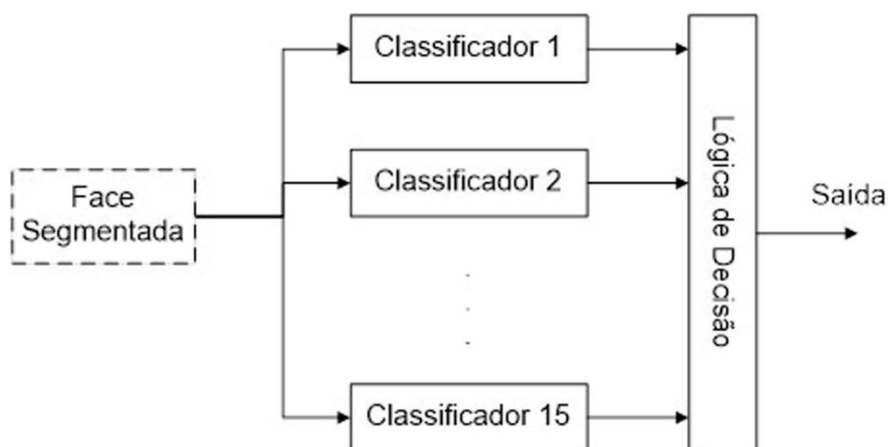 Classificador 1
Classificador 2
Face
Segmentada
Lógica de Decisão
Saída
Classificador 15